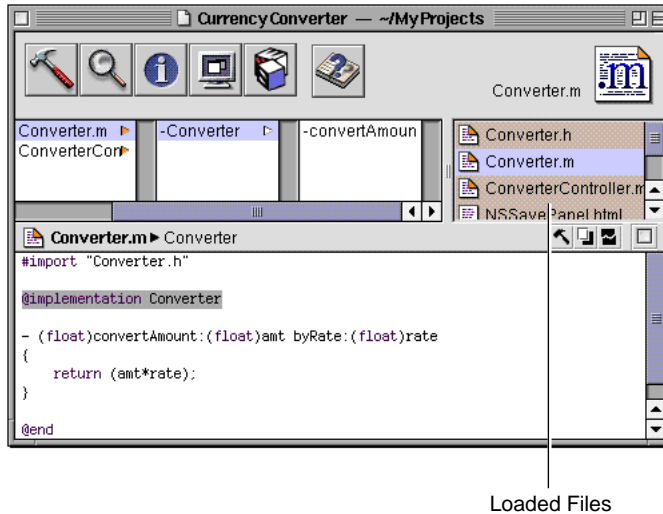 CurrencyConverter — ~/MyProjects
Converter.m
.m
Converter.m
ConverterCon
-Converter
-convertAmoun
Converter.h
Converter.m
ConverterController.m
NSSavePanel.html
Converter.m Converter
#import "Converter.h"
@implementation Converter
- (float)convertAmount:(float)amt byRate:(float)rate
{
return (amt*rate);
}
@end
Loaded Files